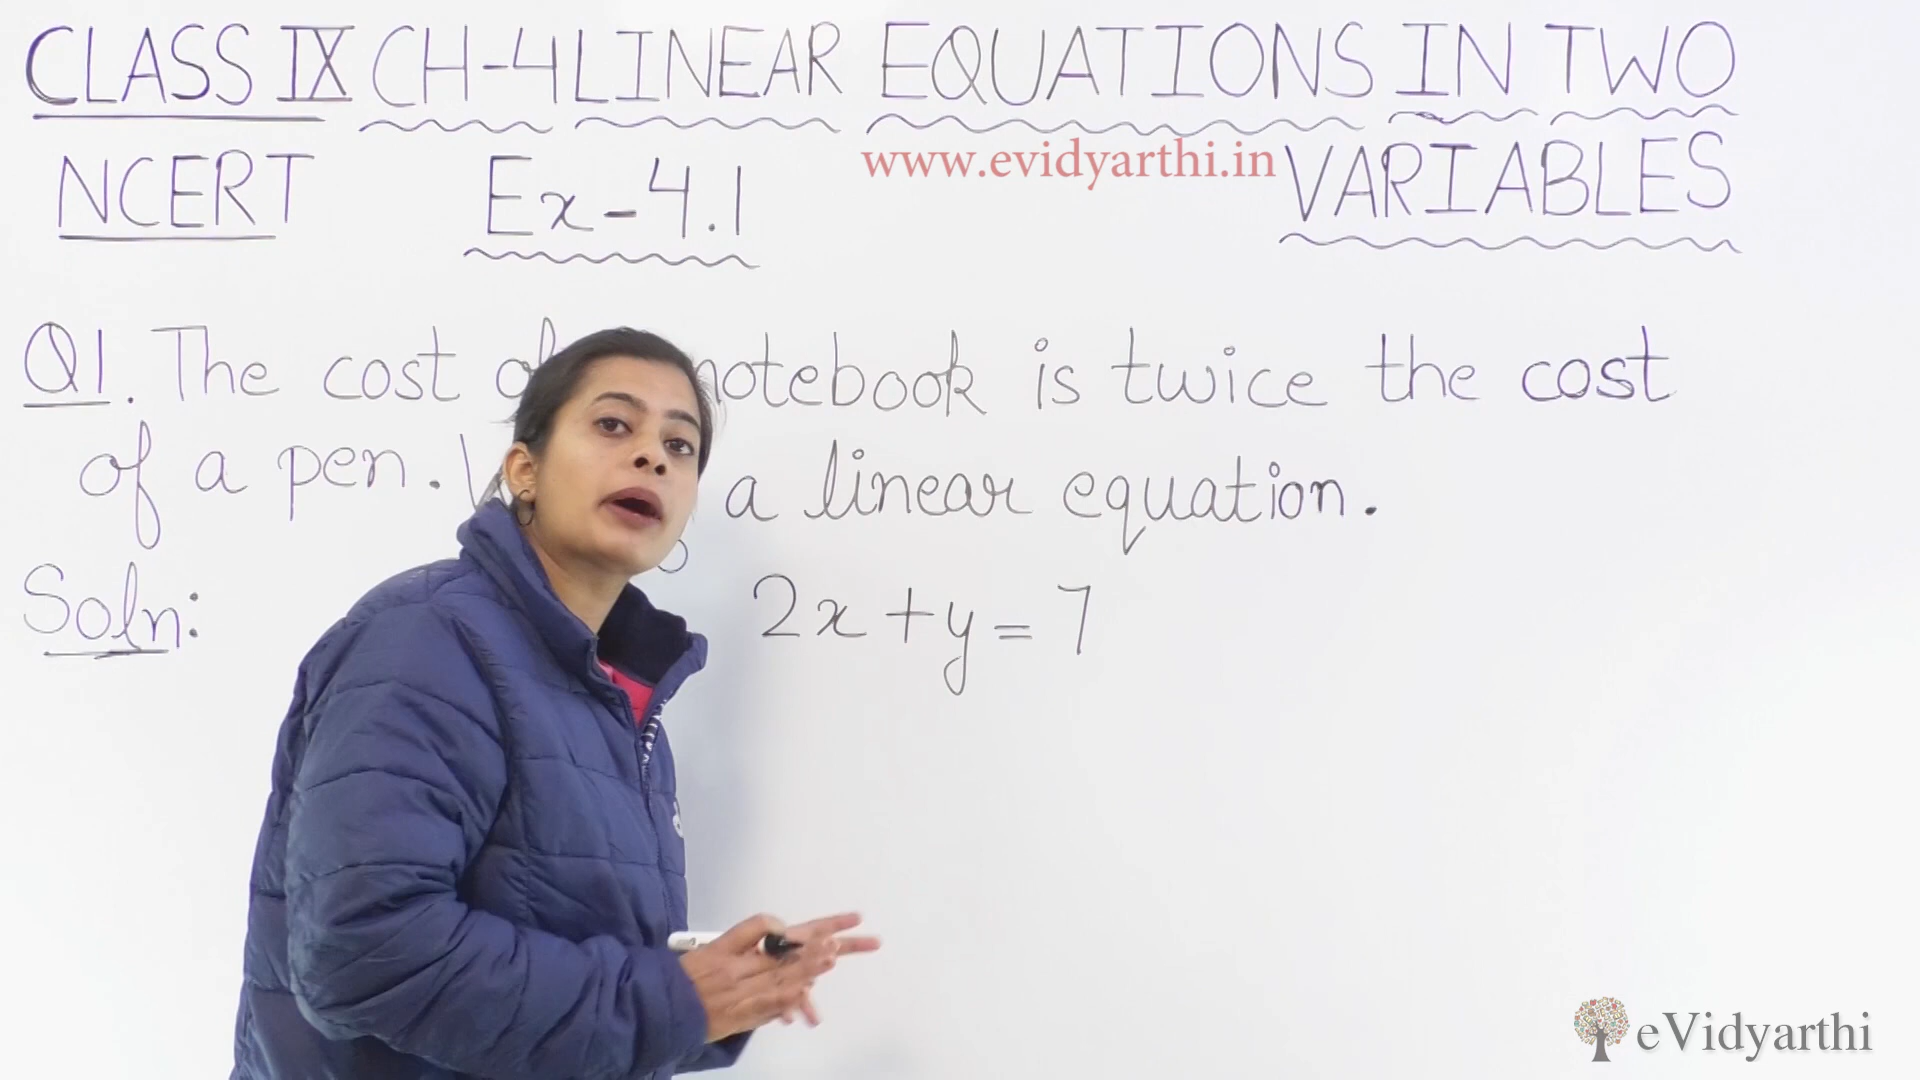 CLASS IX CH-4 LINEAR EQUATIONS IN TWO
VARIABLES
NCERT Ex-4.1
www.evidyarthi.in
Q1. The cost notebook is twice the cost
of a pen. a linear equation.
Soln:
2x + y = 7
eVidyarthi